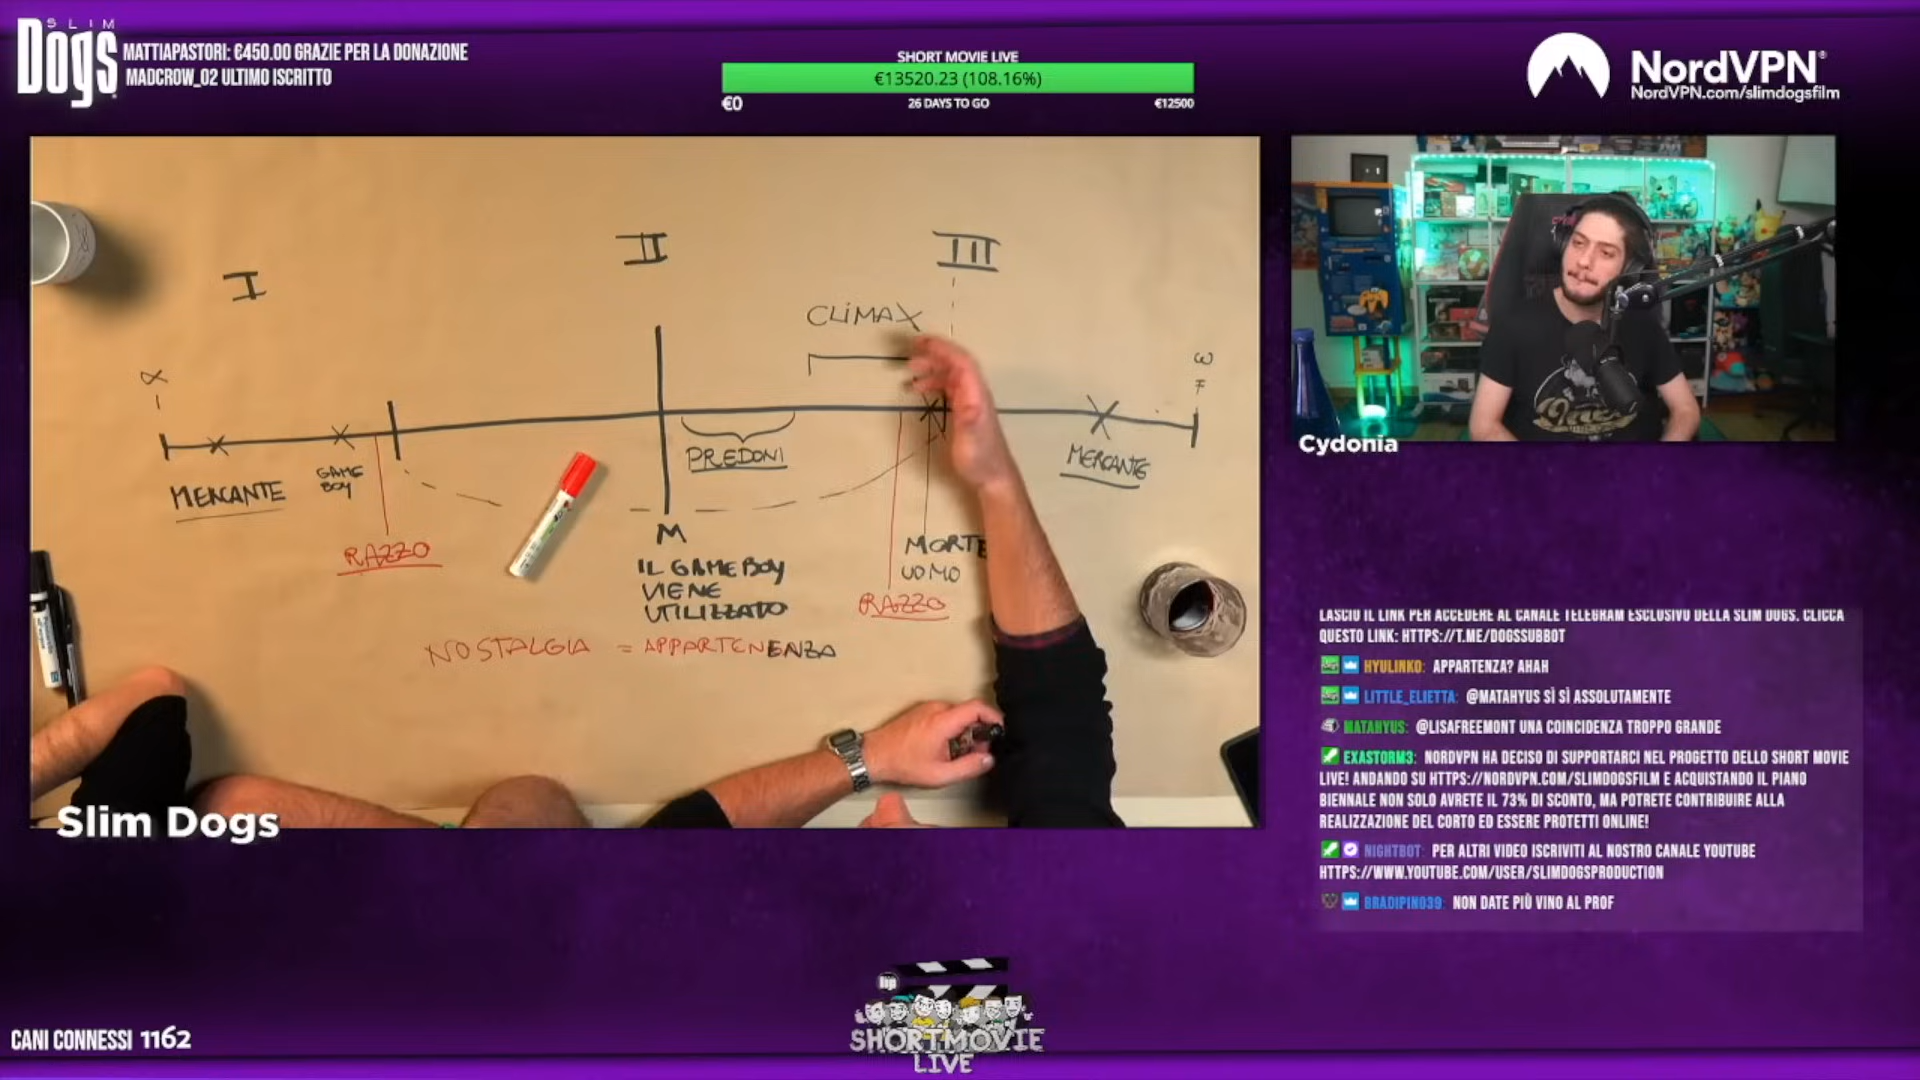 SLIM
Dogs
MATTIAPASTORI: €450.00 GRAZIE PER LA DONAZIONE
MADCROW_02 ULTIMO ISCRITTO
SHORT MOVIE LIVE
€13520.23 (108.16%)
€0
26 DAYS TO GO
€12500
NordVPN®
NordVPN.com/slimdogsfilm
I
II
III
CLIMAX
α
ω
F
MERCANTE
GAME
BOY
RAZZO
PREDONI
M
IL GAMEBOY
VIENE
UTILIZZATO
MORTE
UOMO
RAZZO
MERCANTE
NOSTALGIA = APPARTENENZA
Slim Dogs
Cydonia
LASCIO IL LINK PER ACCEDERE AL CANALE TELEGRAM ESCLUSIVO DELLA SLIM DOGS. CLICCA
QUESTO LINK: HTTPS://T.ME/DOGSSUBBOT
HYULINKO: APPARTENZA? AHAH
LITTLE_ELIETTA: @MATAHYUS SÌ SÌ ASSOLUTAMENTE
MATAHYUS: @LISAFREEMONT UNA COINCIDENZA TROPPO GRANDE
EXASTORM3: NORDVPN HA DECISO DI SUPPORTARCI NEL PROGETTO DELLO SHORT MOVIE
LIVE! ANDANDO SU HTTPS://NORDVPN.COM/SLIMDOGSFILM E ACQUISTANDO IL PIANO
BIENNALE NON SOLO AVRETE IL 73% DI SCONTO, MA POTRETE CONTRIBUIRE ALLA
REALIZZAZIONE DEL CORTO ED ESSERE PROTETTI ONLINE!
NIGHTBOT: PER ALTRI VIDEO ISCRIVITI AL NOSTRO CANALE YOUTUBE
HTTPS://WWW.YOUTUBE.COM/USER/SLIMDOGSPRODUCTION
BRADIPINO39: NON DATE PIÙ VINO AL PROF
SHORTMOVIE
LIVE
CANI CONNESSI 1162